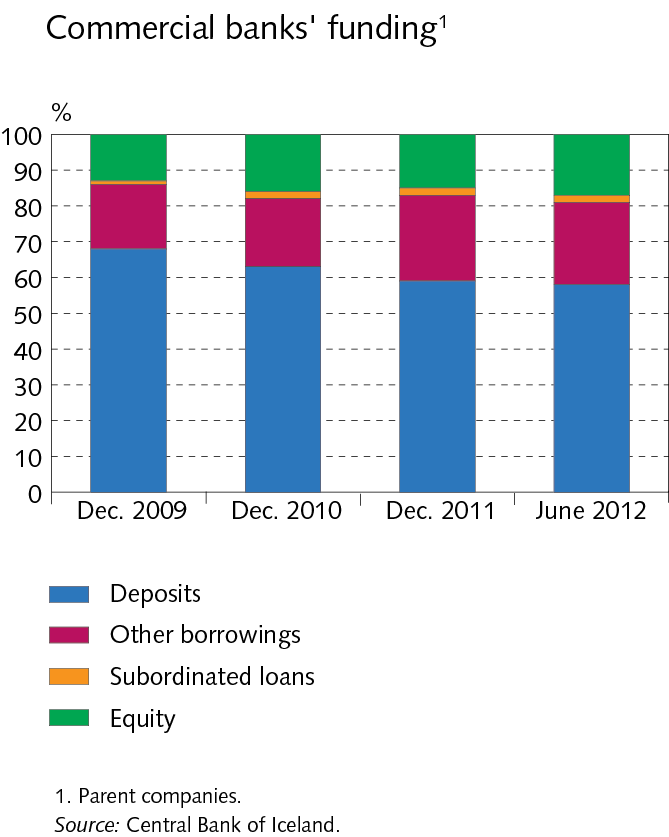 Commercial banks' funding¹
%
100
90
80
70
60
50
40
30
20
10
0
Dec. 2009 Dec. 2010 Dec. 2011 June 2012
Deposits
Other borrowings
Subordinated loans
Equity
1. Parent companies.
Source: Central Bank of Iceland.